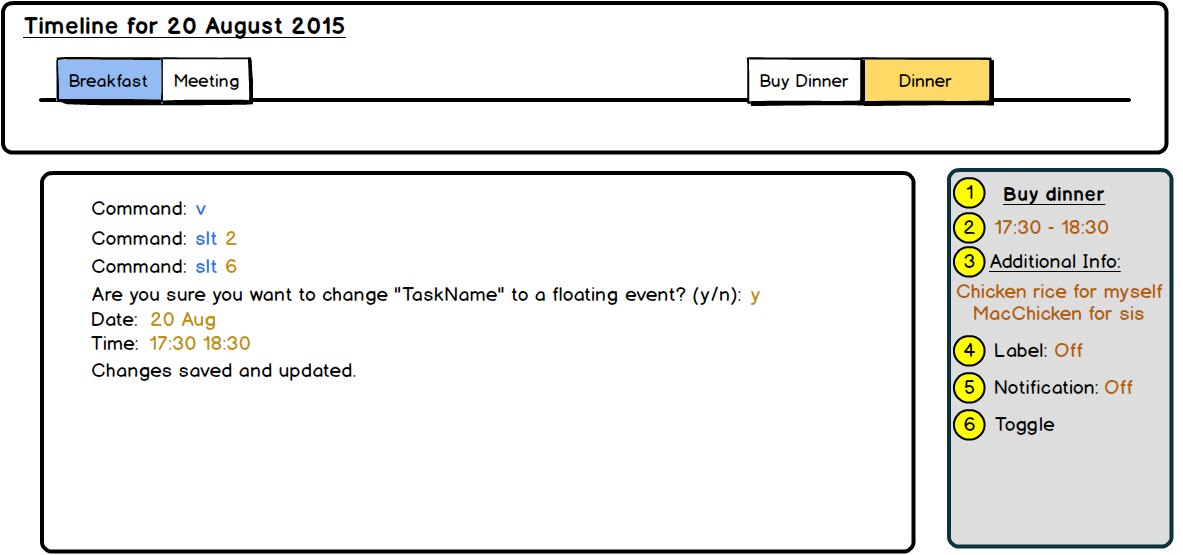 Timeline for 20 August 2015
Breakfast Meeting Buy Dinner Dinner
Command: v
Command: slt 2
Command: slt 6
Are you sure you want to change "TaskName" to a floating event? (y/n): y
Date: 20 Aug
Time: 17:30 18:30
Changes saved and updated.
1 Buy dinner
2 17:30 - 18:30
3 Additional Info:
Chicken rice for myself
MacChicken for sis
4 Label: Off
5 Notification: Off
6 Toggle